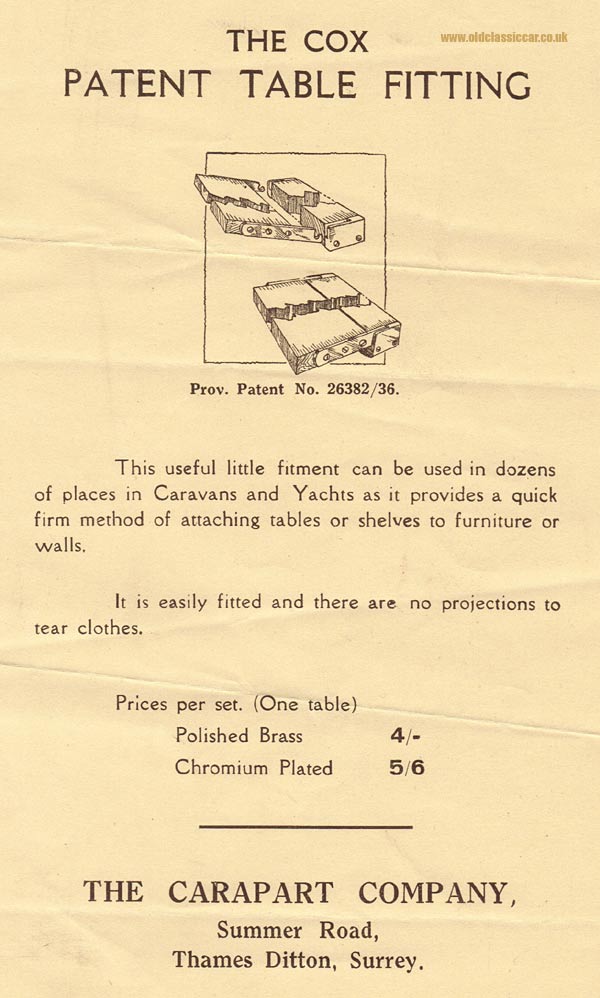 www.oldclassiccar.co.uk
THE COX
PATENT TABLE FITTING
Prov. Patent No. 26382/36.
This useful little fitment can be used in dozens
of places in Caravans and Yachts as it provides a quick
firm method of attaching tables or shelves to furniture or
walls.
It is easily fitted and there are no projections to
tear clothes.
Prices per set. (One table)
Polished Brass 4/-
Chromium Plated 5/6
THE CARAPART COMPANY,
Summer Road,
Thames Ditton, Surrey.